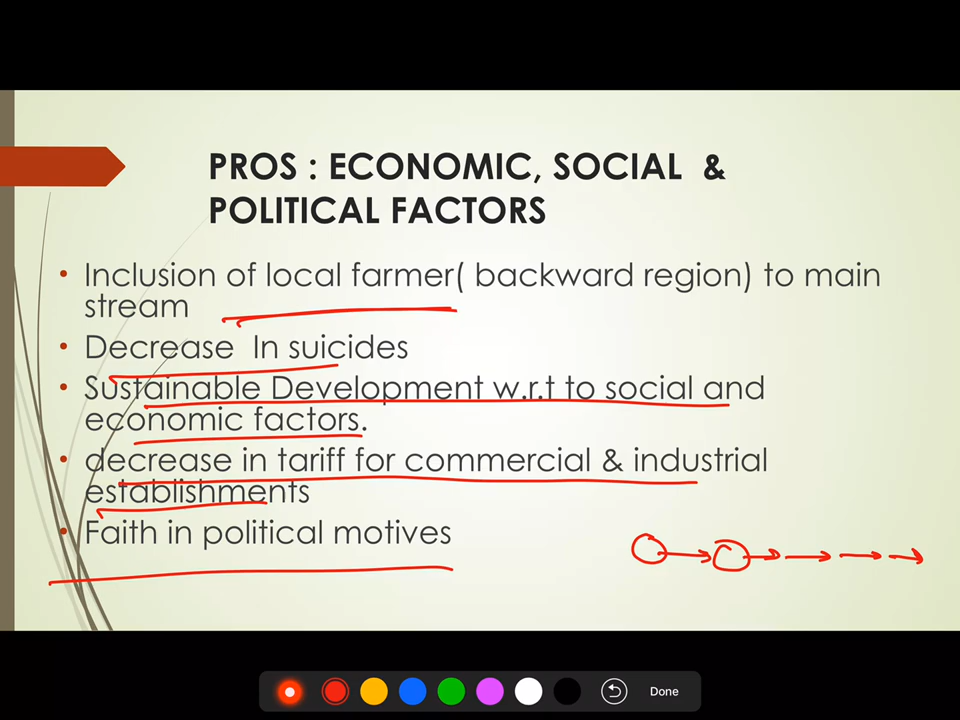 PROS : ECONOMIC, SOCIAL &
POLITICAL FACTORS
• Inclusion of local farmer( backward region) to main
stream
• Decrease In suicides
• Sustainable Development w.r.t to social and
economic factors.
• decrease in tariff for commercial & industrial
establishments
• Faith in political motives
Done